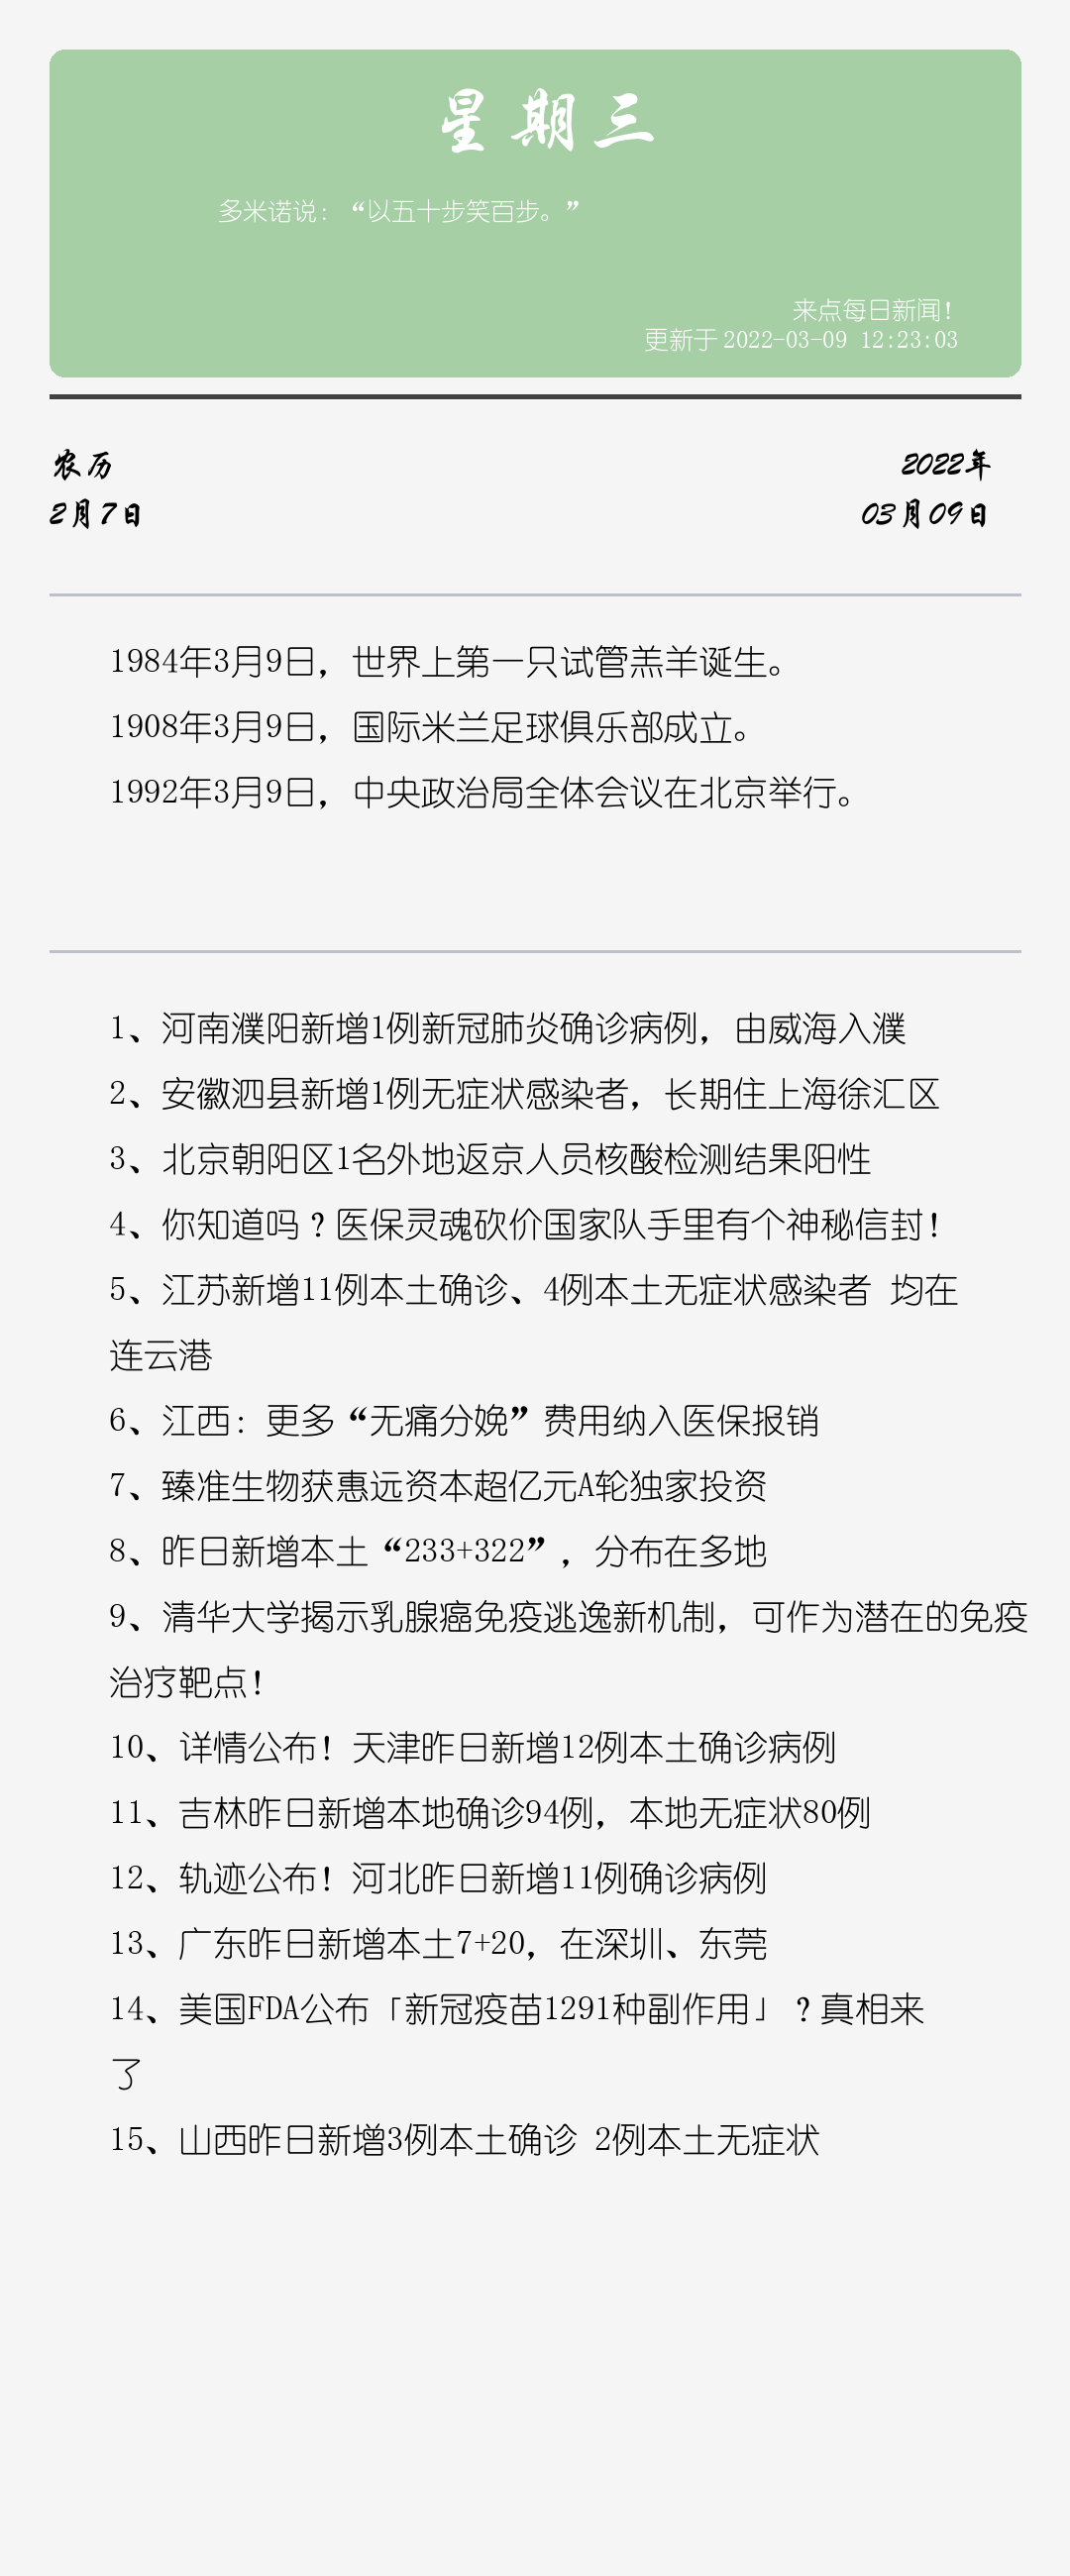 星期三
多米诺说：“以五十步笑百步。”
来点每日新闻！
更新于 2022-03-09 12:23:03
农历
2月7日
2022年
03月09日
1984年3月9日，世界上第一只试管羔羊诞生。
1908年3月9日，国际米兰足球俱乐部成立。
1992年3月9日，中央政治局全体会议在北京举行。
1、河南濮阳新增1例新冠肺炎确诊病例，由威海入濮
2、安徽泗县新增1例无症状感染者，长期住上海徐汇区
3、北京朝阳区1名外地返京人员核酸检测结果阳性
4、你知道吗？医保灵魂砍价国家队手里有个神秘信封！
5、江苏新增11例本土确诊、4例本土无症状感染者 均在
连云港
6、江西：更多“无痛分娩”费用纳入医保报销
7、臻准生物获惠远资本超亿元A轮独家投资
8、昨日新增本土“233+322”，分布在多地
9、清华大学揭示乳腺癌免疫逃逸新机制，可作为潜在的免疫
治疗靶点！
10、详情公布！天津昨日新增12例本土确诊病例
11、吉林昨日新增本地确诊94例，本地无症状80例
12、轨迹公布！河北昨日新增11例确诊病例
13、广东昨日新增本土7+20，在深圳、东莞
14、美国FDA公布「新冠疫苗1291种副作用」？真相来
了
15、山西昨日新增3例本土确诊 2例本土无症状